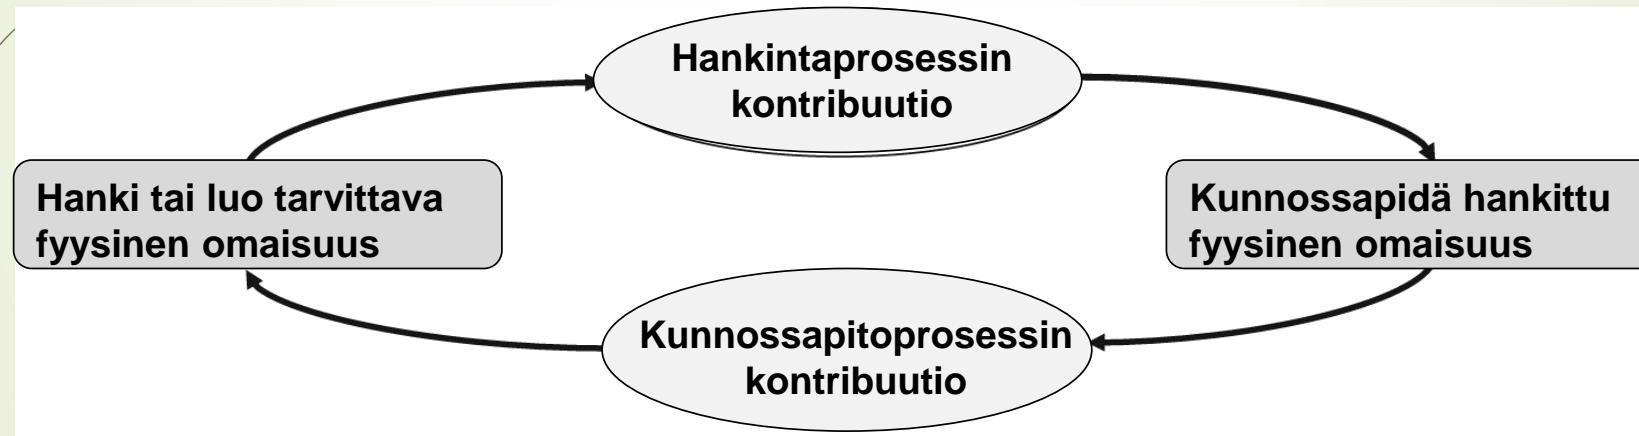 Hankintaprosessin
kontribuutio
Hanki tai luo tarvittava
fyysinen omaisuus
Kunnossapidä hankittu
fyysinen omaisuus
Kunnossapitoprosessin
kontribuutio